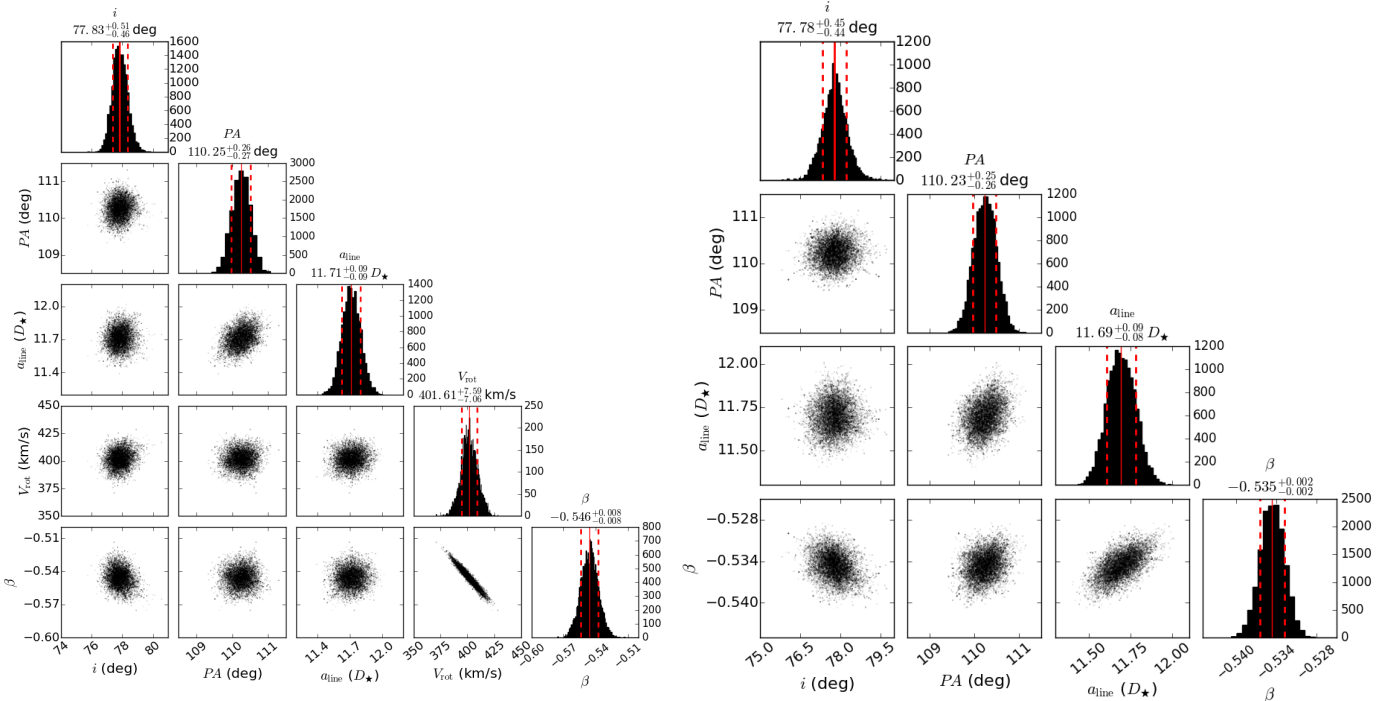 i
77.83 +0.51 −0.46 deg
1600
1400
1200
1000
800
600
400
200
0
PA
110.25 +0.26 −0.27 deg
3000
2500
2000
1500
1000
500
0
PA (deg)
111
110
109
a_line
11.71 +0.09 −0.09 D★
1400
1200
1000
800
600
400
200
0
a_line (D★)
12.0
11.7
11.4
V_rot
401.61 +7.59 −7.06 km/s
250
200
150
100
50
0
V_rot (km/s)
450
425
400
375
350
β
−0.546 +0.008 −0.008
800
700
600
500
400
300
200
100
0
β
−0.51
−0.54
−0.57
−0.60
74 76 78 80
i (deg)
109 110 111
PA (deg)
11.4 11.7 12.0
a_line (D★)
350 375 400 425 450
V_rot (km/s)
−0.60 −0.57 −0.54 −0.51
β
i
77.78 +0.45 −0.44 deg
1200
1000
800
600
400
200
0
PA
110.23 +0.25 −0.26 deg
1200
1000
800
600
400
200
0
PA (deg)
111
110
109
a_line
11.69 +0.09 −0.08 D★
1200
1000
800
600
400
200
0
a_line (D★)
12.00
11.75
11.50
β
−0.535 +0.002 −0.002
2500
2000
1500
1000
500
0
β
−0.528
−0.534
−0.540
75.0 76.5 78.0 79.5
i (deg)
109 110 111
PA (deg)
11.50 11.75 12.00
a_line (D★)
−0.540 −0.534 −0.528
β